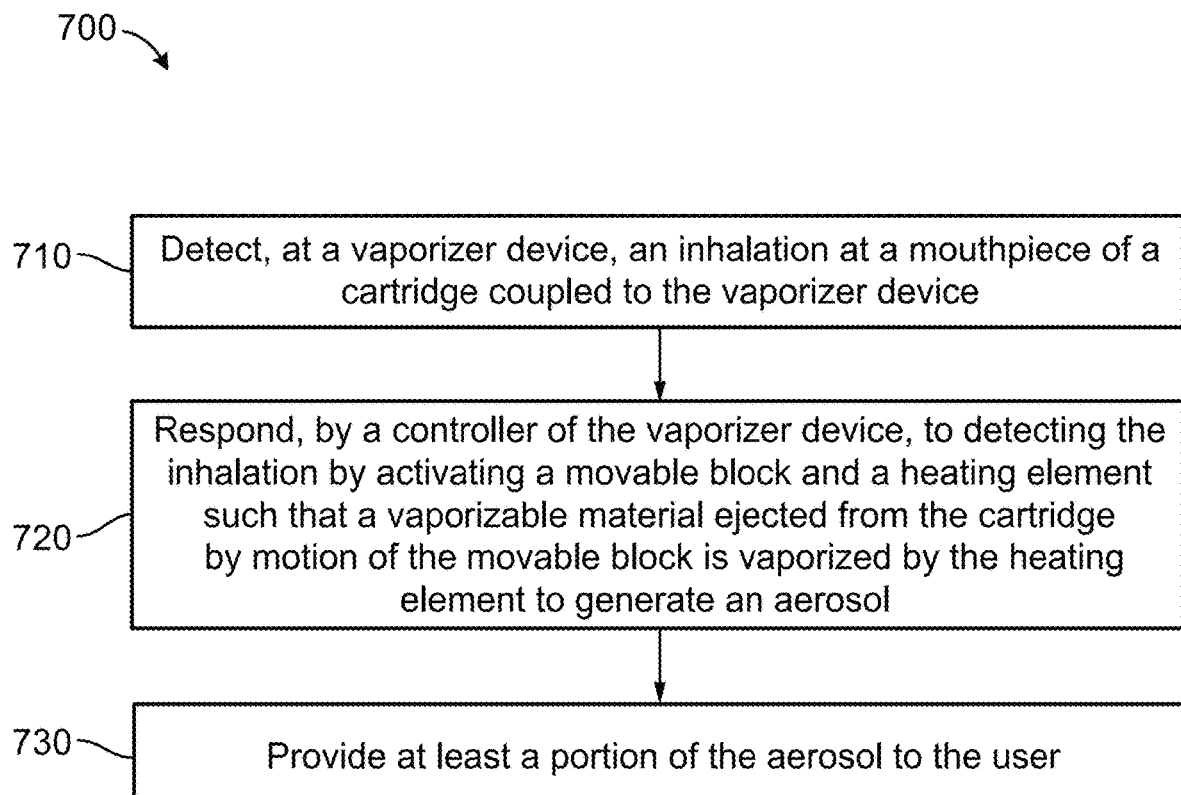 700
710
Detect, at a vaporizer device, an inhalation at a mouthpiece of a
cartridge coupled to the vaporizer device
720
Respond, by a controller of the vaporizer device, to detecting the
inhalation by activating a movable block and a heating element
such that a vaporizable material ejected from the cartridge
by motion of the movable block is vaporized by the heating
element to generate an aerosol
730
Provide at least a portion of the aerosol to the user